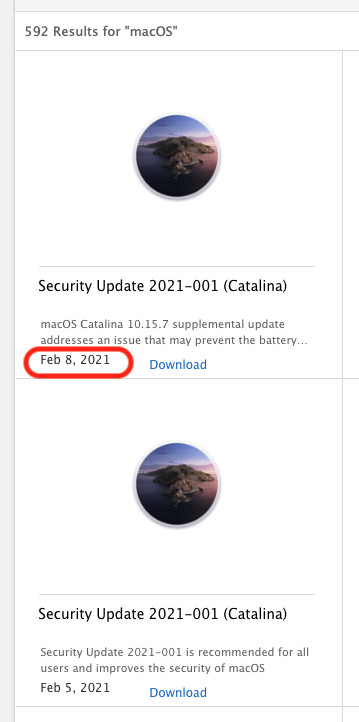 592 Results for "macOS"
Security Update 2021-001 (Catalina)
macOS Catalina 10.15.7 supplemental update
addresses an issue that may prevent the battery...
Feb 8, 2021
Download
Security Update 2021-001 (Catalina)
Security Update 2021-001 is recommended for all
users and improves the security of macOS
Feb 5, 2021
Download